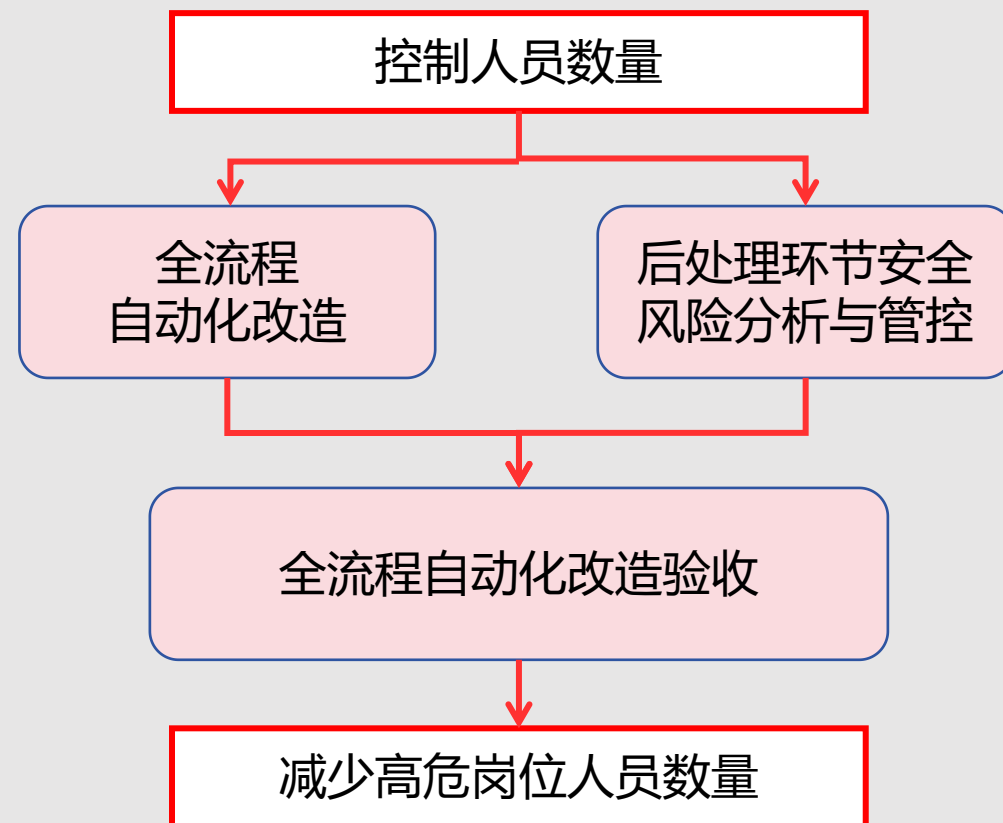 控制人员数量
全流程
自动化改造
后处理环节安全
风险分析与管控
全流程自动化改造验收
减少高危岗位人员数量